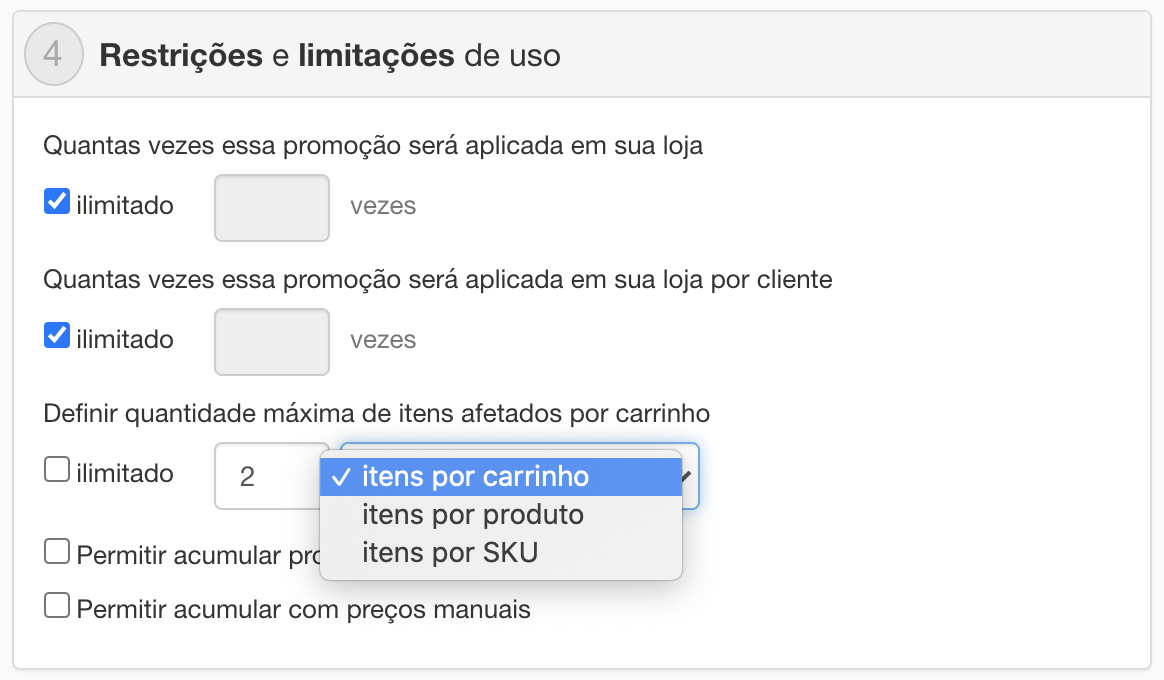 4 Restrições e limitações de uso
Quantas vezes essa promoção será aplicada em sua loja
ilimitado vezes
Quantas vezes essa promoção será aplicada em sua loja por cliente
ilimitado vezes
Definir quantidade máxima de itens afetados por carrinho
ilimitado 2
✓ itens por carrinho
itens por produto
itens por SKU
Permitir acumular
Permitir acumular com preços manuais